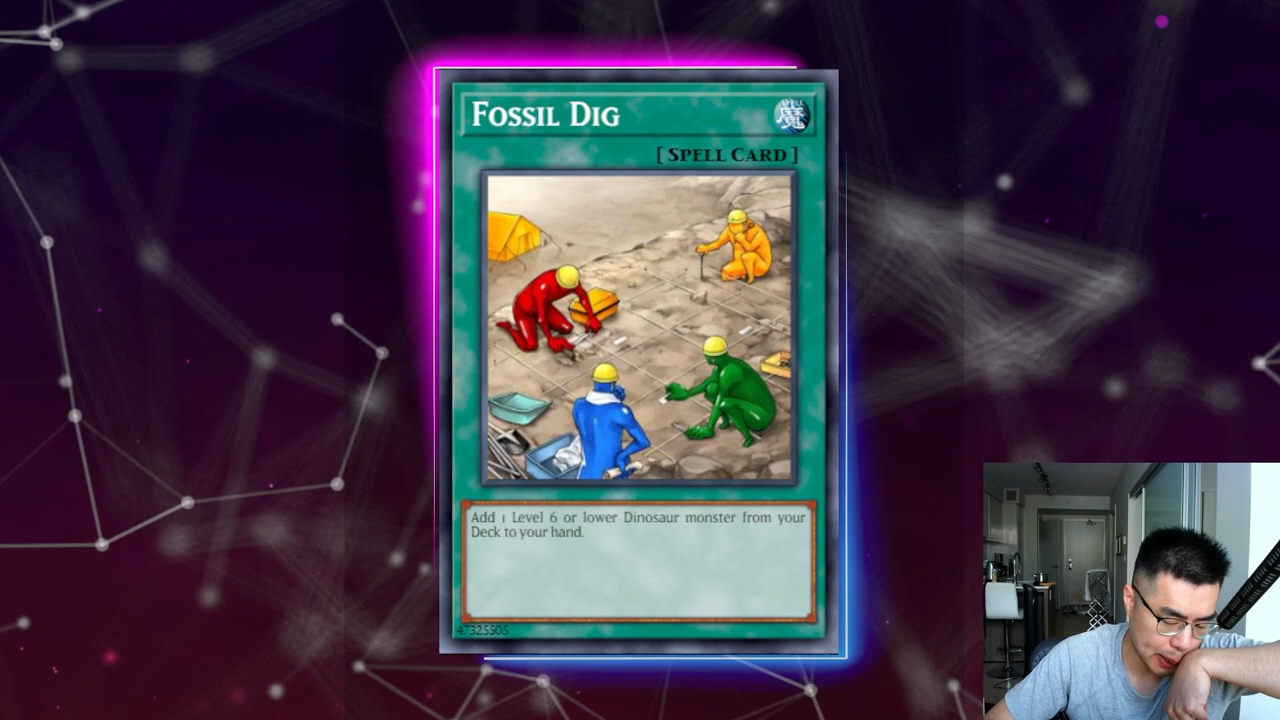 Fossil Dig
魔
[ Spell Card ]
Add 1 Level 6 or lower Dinosaur monster from your
Deck to your hand.
47325505